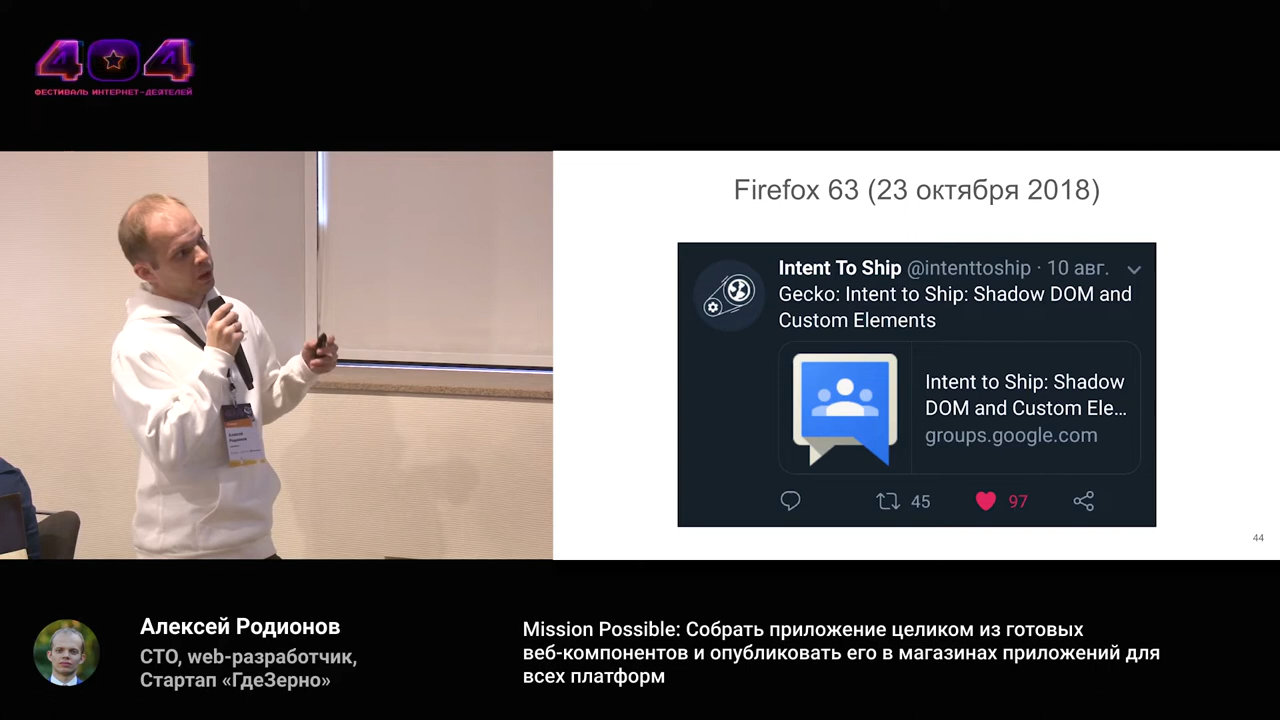 404
ФЕСТИВАЛЬ ИНТЕРНЕТ-ДЕЯТЕЛЕЙ
Firefox 63 (23 октября 2018)
Intent To Ship @intenttoship · 10 авг.
Gecko: Intent to Ship: Shadow DOM and
Custom Elements
Intent to Ship: Shadow
DOM and Custom Ele...
groups.google.com
45
97
44
Алексей
Родионов
Алексей Родионов
CTO, web-разработчик,
Стартап «ГдеЗерно»
Mission Possible: Собрать приложение целиком из готовых
веб-компонентов и опубликовать его в магазинах приложений для
всех платформ